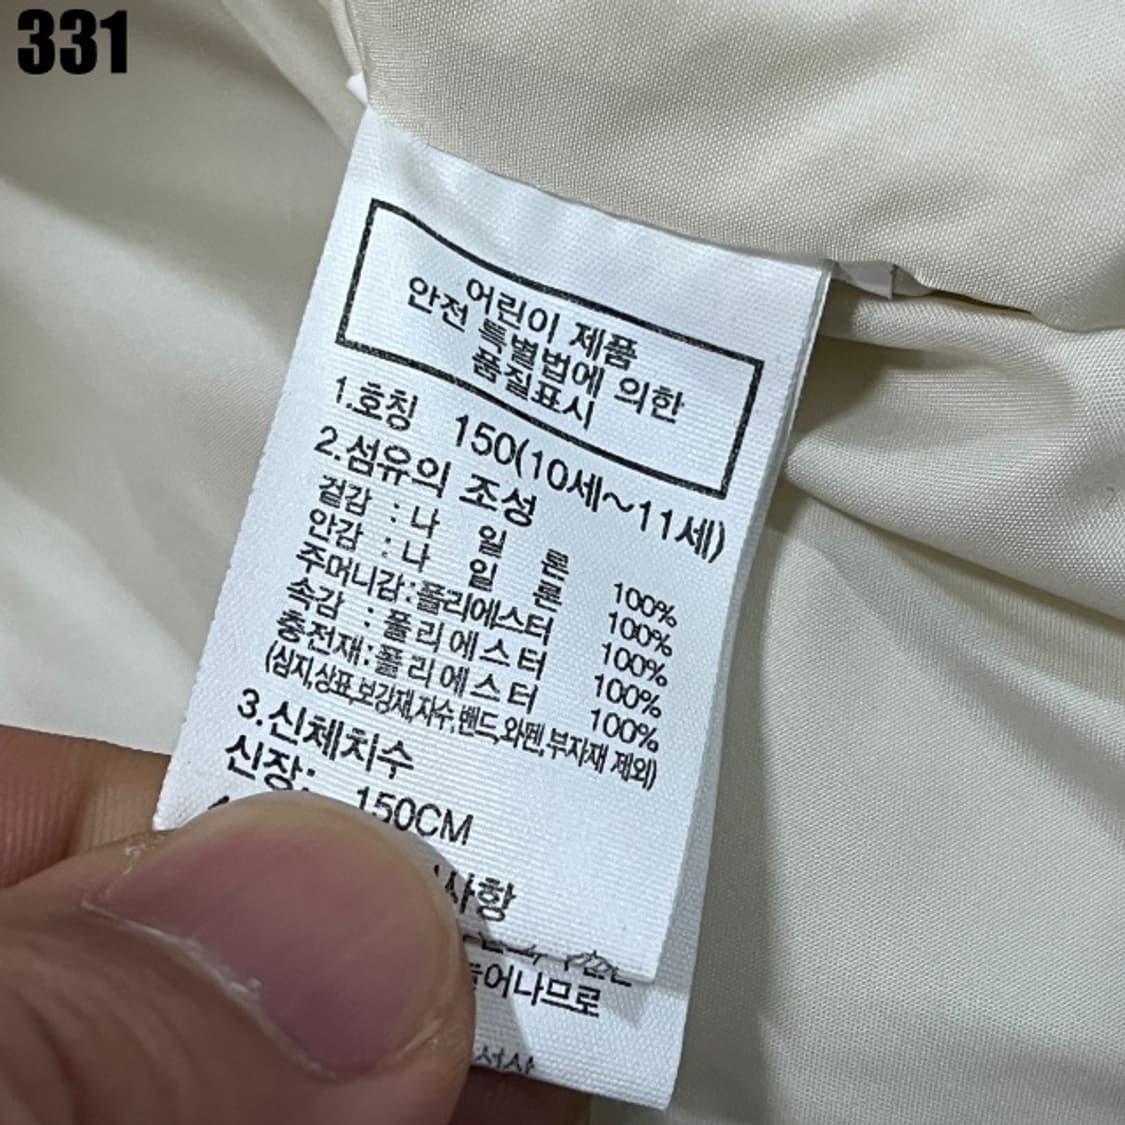 331
어린이 제품
안전 특별법에 의한
품질표시
1.호칭 150(10세~11세)
2.섬유의 조성
겉감 : 나 일 론 100%
안감 : 나 일 론 100%
주머니감:폴리에스터 100%
속감 : 폴리에스터 100%
충전재:폴리에스터 100%
(심지,상표,보강재,자수,밴드,와펜,부자재 제외)
3.신체치수
신장: 150CM
사항
들어나므로